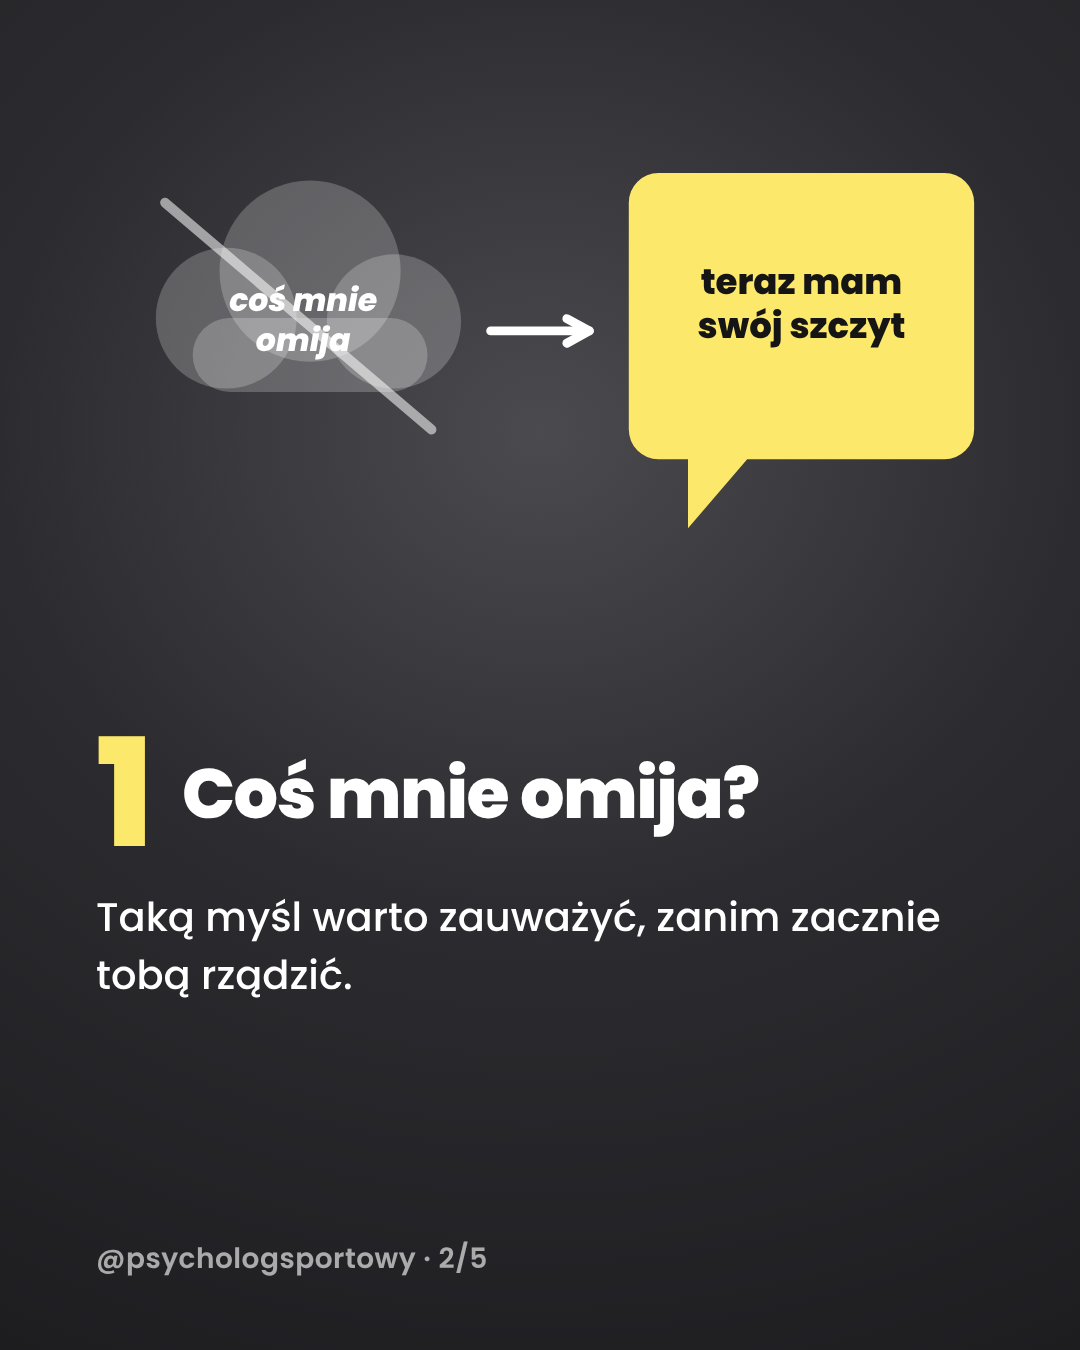 coś mnie
omija
teraz mam
swój szczyt
1 Coś mnie omija?
Taką myśl warto zauważyć, zanim zacznie
tobą rządzić.
@psychologsportowy · 2/5